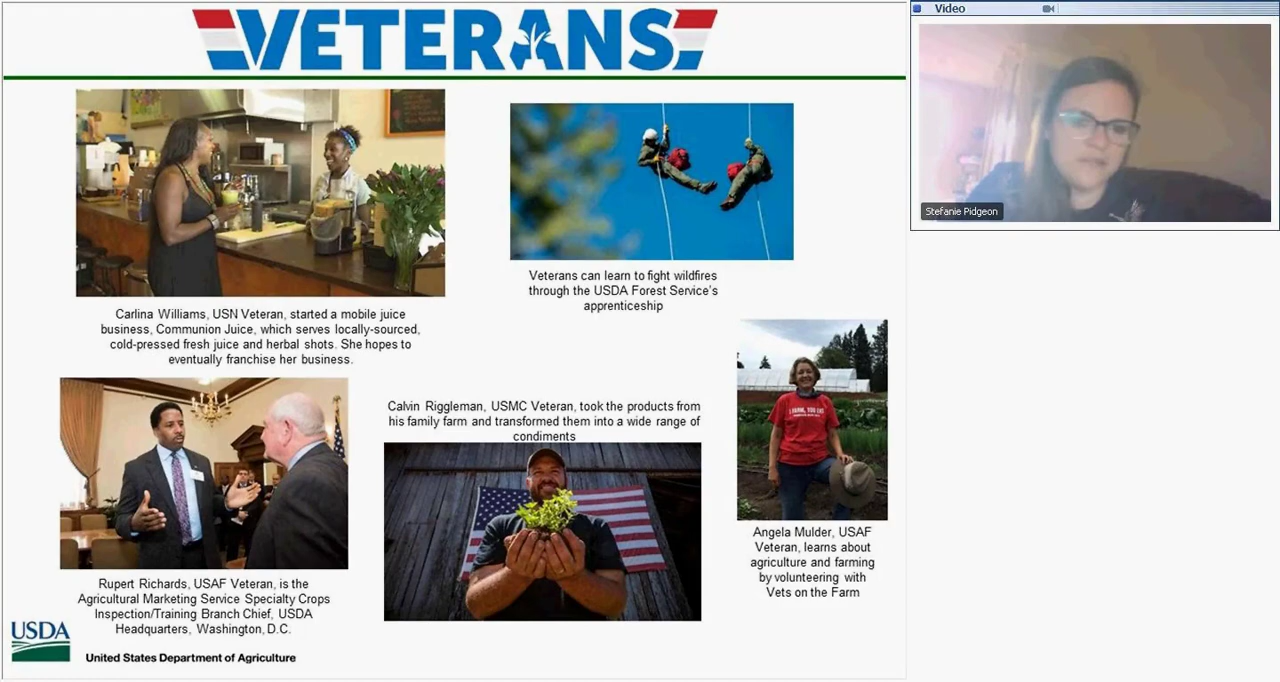 VETERANS
Video
Stefanie Pidgeon
Carlina Williams, USN Veteran, started a mobile juice
business, Communion Juice, which serves locally-sourced,
cold-pressed fresh juice and herbal shots. She hopes to
eventually franchise her business.
Veterans can learn to fight wildfires
through the USDA Forest Service's
apprenticeship
Rupert Richards, USAF Veteran, is the
Agricultural Marketing Service Specialty Crops
Inspection/Training Branch Chief, USDA
Headquarters, Washington, D.C.
Calvin Riggleman, USMC Veteran, took the products from
his family farm and transformed them into a wide range of
condiments
I FARM, YOU EAT
Angela Mulder, USAF
Veteran, learns about
agriculture and farming
by volunteering with
Vets on the Farm
USDA
United States Department of Agriculture